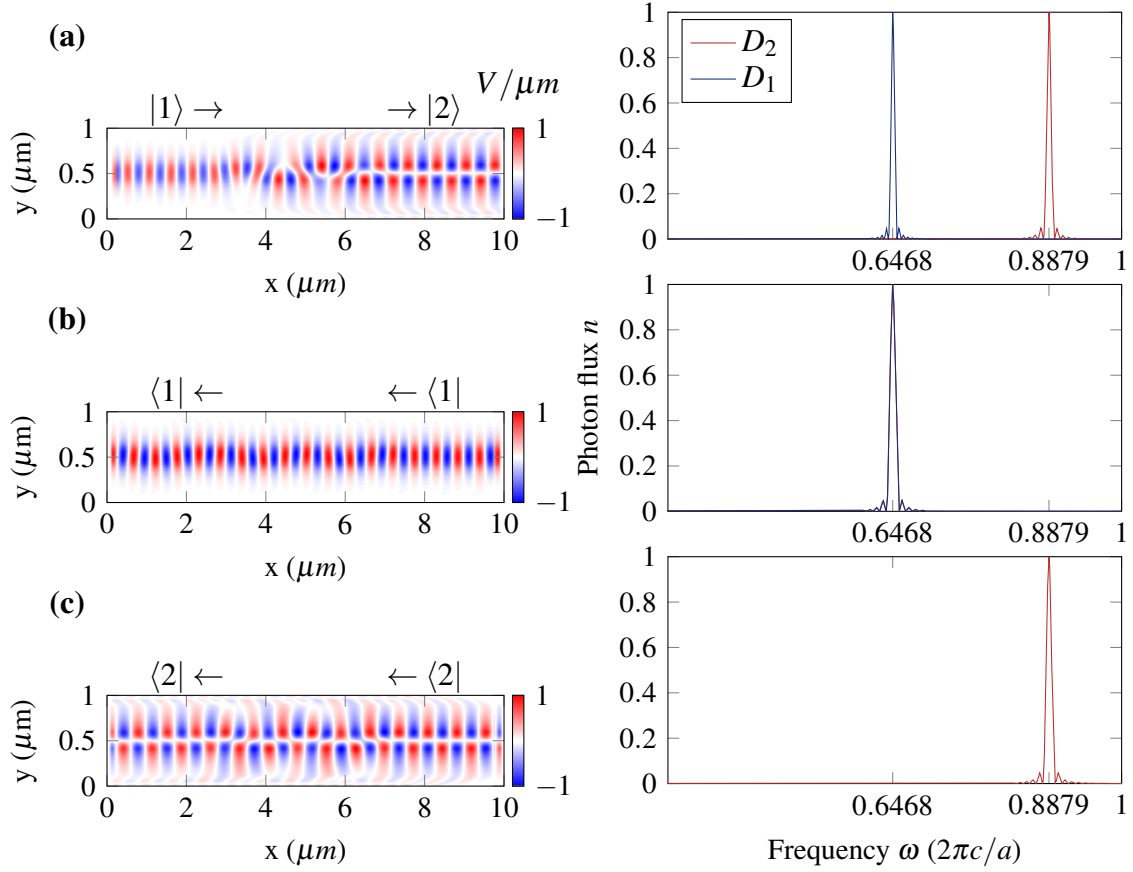 (a)
V/μm
|1⟩ → → |2⟩
y (μm)
1
0.5
0
0 2 4 6 8 10
x (μm)
1
−1
D₂
D₁
1
0.8
0.6
0.4
0.2
0
0.6468 0.8879 1
(b)
⟨1| ← ← ⟨1|
y (μm)
1
0.5
0
0 2 4 6 8 10
x (μm)
1
−1
Photon flux n
1
0.8
0.6
0.4
0.2
0
0.6468 0.8879 1
(c)
⟨2| ← ← ⟨2|
y (μm)
1
0.5
0
0 2 4 6 8 10
x (μm)
1
−1
1
0.8
0.6
0.4
0.2
0
0.6468 0.8879 1
Frequency ω (2πc/a)